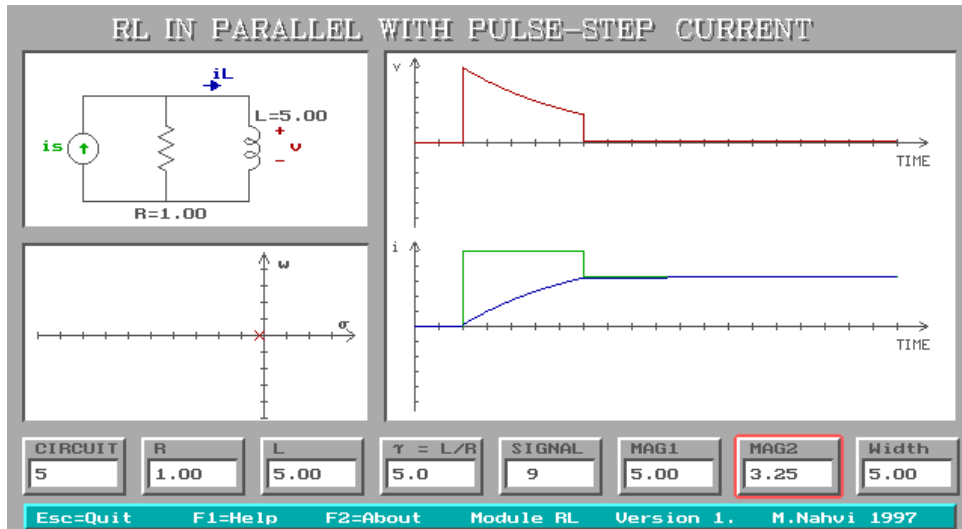 RL IN PARALLEL WITH PULSE-STEP CURRENT
iL
L=5.00
+
is
v
–
R=1.00
v
TIME
i
TIME
ω
σ
CIRCUIT
5
R
1.00
L
5.00
τ = L/R
5.0
SIGNAL
9
MAG1
5.00
MAG2
3.25
Width
5.00
Esc=Quit F1=Help F2=About Module RL Version 1. M.Nahvi 1997